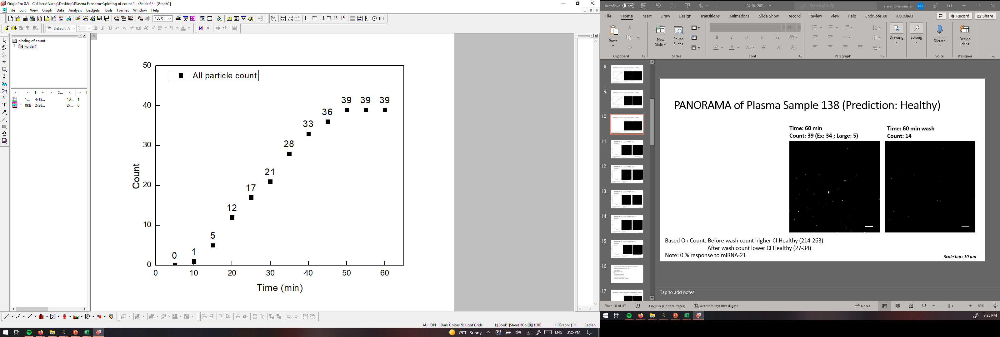 OriginPro 8.5 - C:\Users\Nareg\Desktop\Plasma Exosomes\ploting of count * - /Folder1/ - [Graph1]
File Edit View Graph Data Analysis Gadgets Tools Format Window Help
100%
Default: A 0
ploting of count
Folder1
1... 4/18... 10... 1
8KB 2/28... 2/... 0
1
50
All particle count
40
30
20
10
0
Count
0 1 5 12 17 21 28 33 36 39 39 39
0 10 20 30 40 50 60
Time (min)
AU : ON Dark Colors & Light Grids 1:[Book1]Sheet1!Col(B)[1:30] 1:[Graph1]1!1 Radian
79°F Sunny ENG 3:25 PM
AutoSave Off 04-04-202... Search (Alt+Q) nareg ohannesian NO
File Home Insert Draw Design Transitions Animations Slide Show Record Review View Help EndNote X8 ACROBAT Record Share
Paste New Slide Reuse Slides 44 Drawing Editing Dictate Design Ideas
Clipboard Slides Font Paragraph Voice Designer
8
9
10
11
12
13
14
15
16
17
PANORAMA of Plasma Sample 138 (Prediction: Healthy)
Time: 60 min
Count: 39 (Ex: 34 ; Large: 5)
Time: 60 min wash
Count: 14
Based On Count: Before wash count higher CI Healthy (214-263)
After wash count lower CI Healthy (27-34)
Note: 0 % response to miRNA-21
Scale bar: 10 µm
Tap to add notes
Slide 10 of 47 English (United States) Accessibility: Investigate Notes 82%
3:25 PM